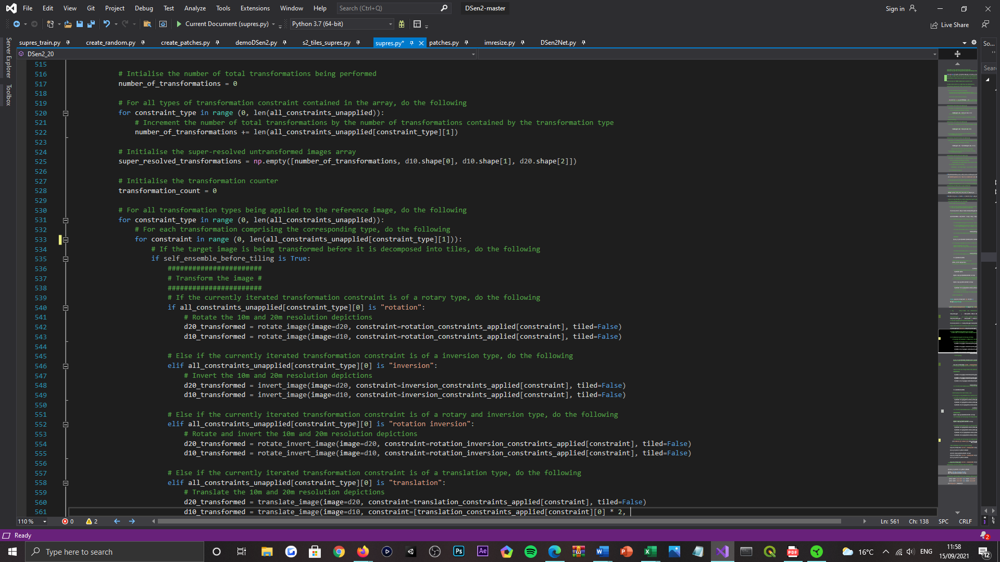 File Edit View Git Project Debug Test Analyze Tools Extensions Window Help Search (Ctrl+Q) DSen2-master Sign in
Current Document (supres.py) Python 3.7 (64-bit) Live Share
supres_train.py create_random.py create_patches.py demoDSen2.py s2_tiles_supres.py supres.py* patches.py imresize.py DSen2Net.py So...
Server Explorer
Toolbox
DSen2_20
Sear
515
516 # Intialise the number of total transformations being performed
517 number_of_transformations = 0
518
519 # For all types of transformation constraint contained in the array, do the following
520 for constraint_type in range (0, len(all_constraints_unapplied)):
521 # Increment the number of total transformations by the number of transformations contained by the transformation type
522 number_of_transformations += len(all_constraints_unapplied[constraint_type][1])
523
524 # Initialise the super-resolved untransformed images array
525 super_resolved_transformations = np.empty([number_of_transformations, d10.shape[0], d10.shape[1], d20.shape[2]])
526
527 # Initialise the transformation counter
528 transformation_count = 0
529
530 # For all transformation types being applied to the reference image, do the following
531 for constraint_type in range (0, len(all_constraints_unapplied)):
532 # For each transformation comprising the corresponding type, do the following
533 for constraint in range (0, len(all_constraints_unapplied[constraint_type][1])):
534 # If the target image is being transformed before it is decomposed into tiles, do the following
535 if self_ensemble_before_tiling is True:
536 #######################
537 # Transform the image #
538 #######################
539 # If the currently iterated transformation constraint is of a rotary type, do the following
540 if all_constraints_unapplied[constraint_type][0] is "rotation":
541 # Rotate the 10m and 20m resolution depictions
542 d20_transformed = rotate_image(image=d20, constraint=rotation_constraints_applied[constraint], tiled=False)
543 d10_transformed = rotate_image(image=d10, constraint=rotation_constraints_applied[constraint], tiled=False)
544
545 # Else if the currently iterated transformation constraint is of a inversion type, do the following
546 elif all_constraints_unapplied[constraint_type][0] is "inversion":
547 # Invert the 10m and 20m resolution depictions
548 d20_transformed = invert_image(image=d20, constraint=inversion_constraints_applied[constraint], tiled=False)
549 d10_transformed = invert_image(image=d10, constraint=inversion_constraints_applied[constraint], tiled=False)
550
551 # Else if the currently iterated transformation constraint is of a rotary and inversion type, do the following
552 elif all_constraints_unapplied[constraint_type][0] is "rotation inversion":
553 # Rotate and invert the 10m and 20m resolution depictions
554 d20_transformed = rotate_invert_image(image=d20, constraint=rotation_inversion_constraints_applied[constraint], tiled=False)
555 d10_transformed = rotate_invert_image(image=d10, constraint=rotation_inversion_constraints_applied[constraint], tiled=False)
556
557 # Else if the currently iterated transformation constraint is of a translation type, do the following
558 elif all_constraints_unapplied[constraint_type][0] is "translation":
559 # Translate the 10m and 20m resolution depictions
560 d20_transformed = translate_image(image=d20, constraint=translation_constraints_applied[constraint], tiled=False)
561 d10_transformed = translate_image(image=d10, constraint=[translation_constraints_applied[constraint][0] * 2,
110 % 0 2 Ln: 561 Ch: 138 SPC CRLF
Ready 2
Type here to search 16°C ENG 11:58
15/09/2021 12